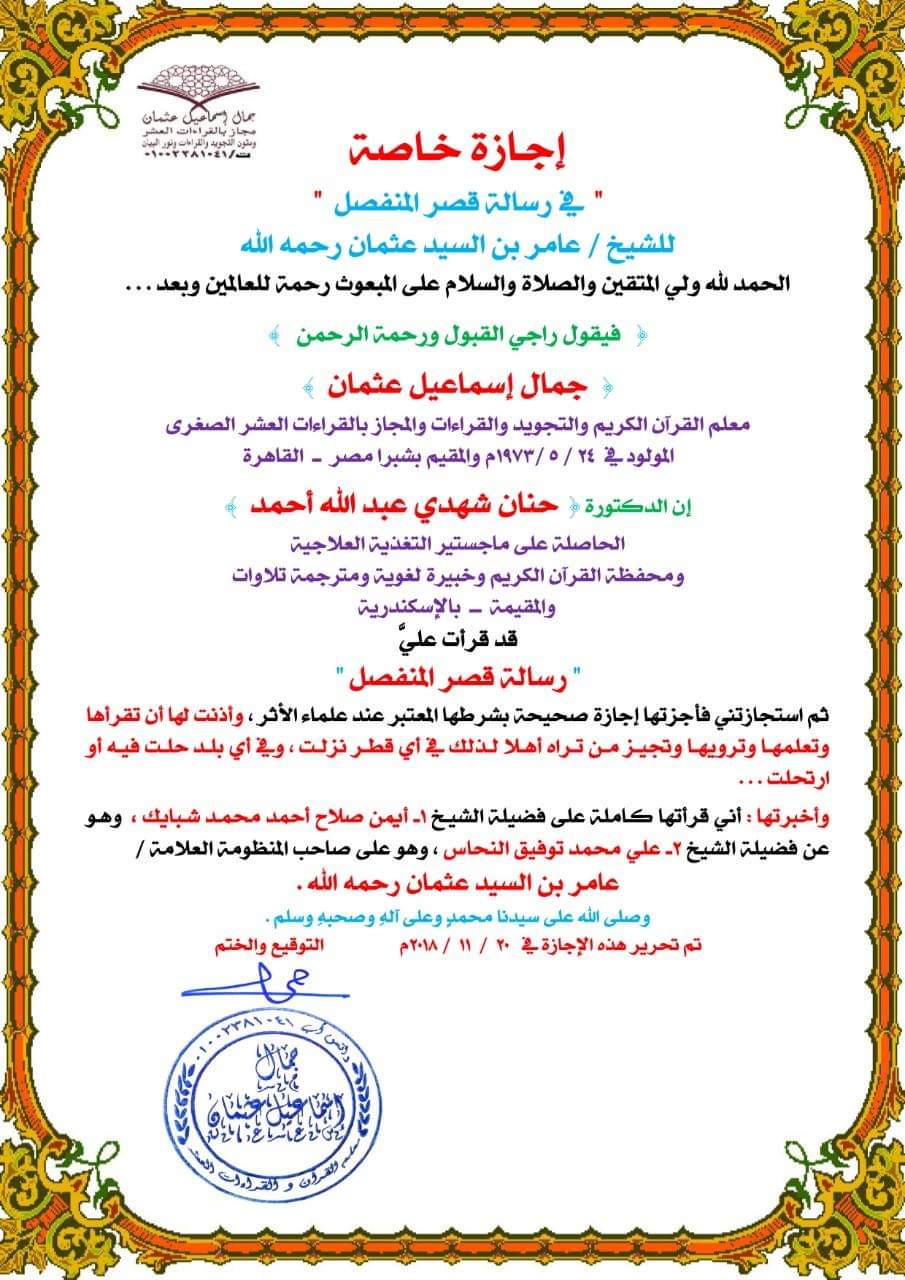 جمال إسماعيل عثمان
مجاز بالقراءات العشر
ومتون التجويد والقراءات ونور البيان
ت/٠١٠٠٢٣٨١٠٤١
إجازة خاصة
" في رسالة قصر المنفصل "
للشيخ / عامر بن السيد عثمان رحمه الله
الحمد لله ولي المتقين والصلاة والسلام على المبعوث رحمة للعالمين وبعد ...
﴿ فيقول راجي القبول ورحمة الرحمن ﴾
﴿ جمال إسماعيل عثمان ﴾
معلم القرآن الكريم والتجويد والقراءات والمجاز بالقراءات العشر الصغرى
المولود في ٢٤ / ٥ /١٩٧٣م والمقيم بشبرا مصر - القاهرة
إن الدكتورة ﴿ حنان شهدي عبد الله أحمد ﴾
الحاصلة على ماجستير التغذية العلاجية
ومحفظة القرآن الكريم وخبيرة لغوية ومترجمة تلاوات
والمقيمة - بالإسكندرية
قد قرأت عليَّ
" رسالة قصر المنفصل "
ثم استجازتني فأجزتها إجازة صحيحة بشرطها المعتبر عند علماء الأثر ، وأذنت لها أن تقرأها
وتعلمها وترويها وتجيز من تراه أهلا لذلك في أي قطر نزلت ، وفي أي بلد حلت فيه أو
ارتحلت ...
وأخبرتها : أني قرأتها كاملة على فضيلة الشيخ ١ـ أيمن صلاح أحمد محمد شبايك ، وهو
عن فضيلة الشيخ ٢ـ علي محمد توفيق النحاس ، وهو على صاحب المنظومة العلامة /
عامر بن السيد عثمان رحمه الله .
وصلى الله على سيدنا محمدٍ وعلى آلهِ وصحبهِ وسلم .
تم تحرير هذه الإجازة في ٢٠ / ١١ / ٢٠١٨م التوقيع والختم
واتس أب ٠١٠٠٢٣٨١٠٤١
جمال
إسماعيل عثمان
القرآن و القراءات